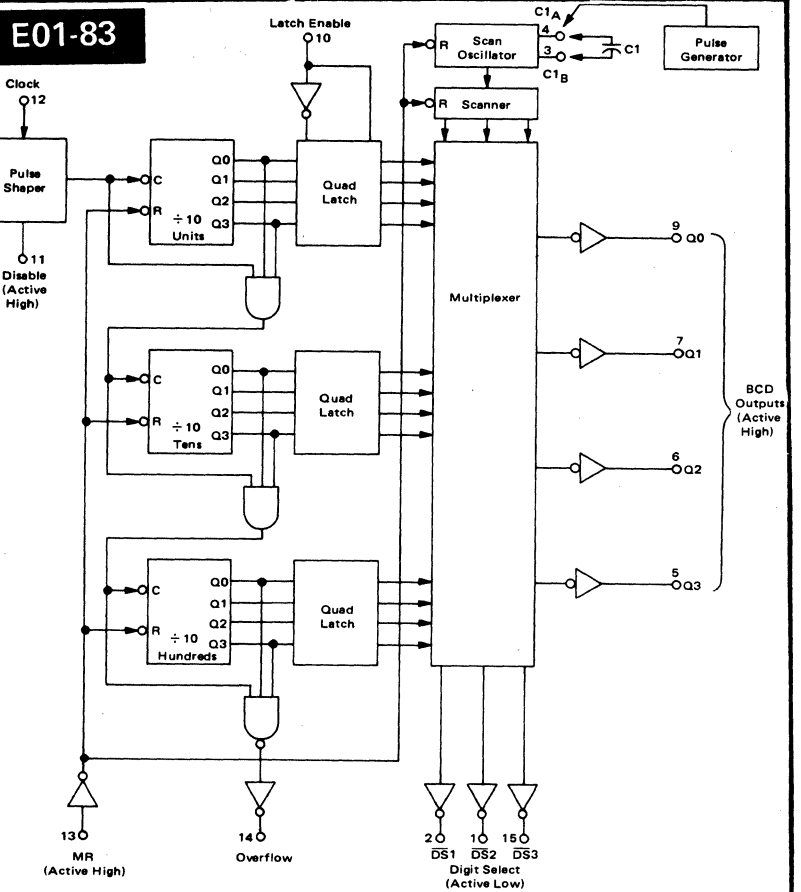 E01-83
Latch Enable
10
C1A
4
3
C1
C1B
R
Scan
Oscillator
Pulse
Generator
Clock
12
R
Scanner
Pulse
Shaper
C
R
÷10
Units
Q0
Q1
Q2
Q3
Quad
Latch
11
Disable
(Active
High)
Multiplexer
9
Q0
7
Q1
6
Q2
5
Q3
BCD
Outputs
(Active
High)
C
R
÷10
Tens
Q0
Q1
Q2
Q3
Quad
Latch
C
R
÷10
Hundreds
Q0
Q1
Q2
Q3
Quad
Latch
13
MR
(Active High)
14
Overflow
2
1
15
DS1
DS2
DS3
Digit Select
(Active Low)